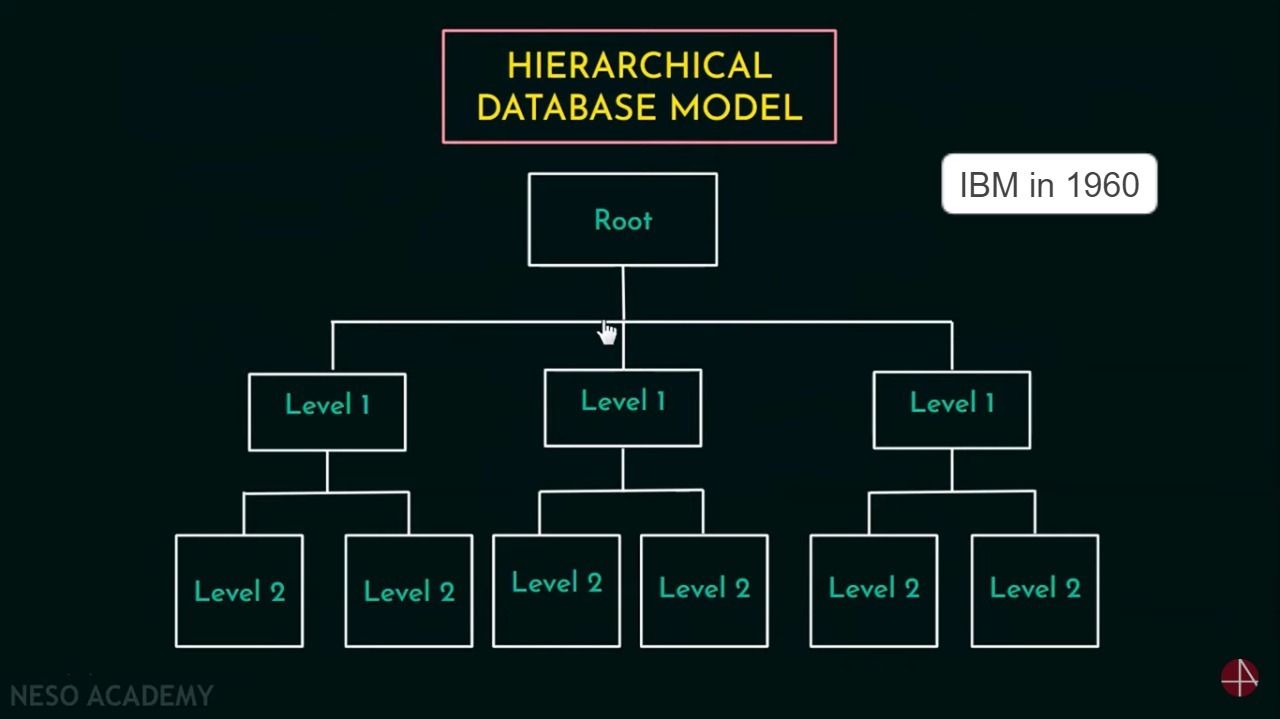 HIERARCHICAL
DATABASE MODEL
IBM in 1960
Root
Level 1
Level 1
Level 1
Level 2
Level 2
Level 2
Level 2
Level 2
Level 2
NESO ACADEMY